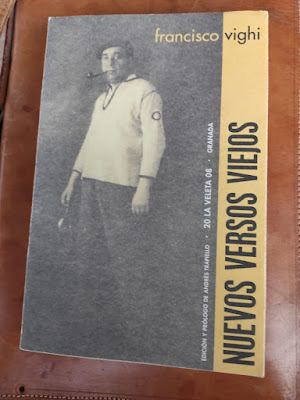 francisco vighi
NUEVOS VERSOS VIEJOS
EDICIÓN Y PRÓLOGO DE ANDRÉS TRAPIELLO · 20 LA VELETA 08 · GRANADA